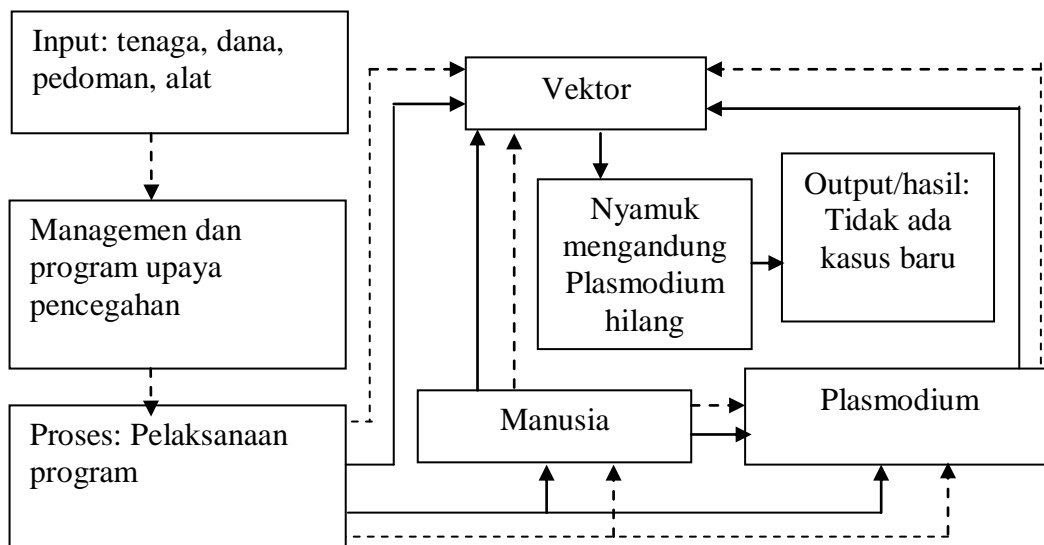 Input: tenaga, dana,
pedoman, alat
Managemen dan
program upaya
pencegahan
Proses: Pelaksanaan
program
Vektor
Nyamuk
mengandung
Plasmodium
hilang
Output/hasil:
Tidak ada
kasus baru
Manusia
Plasmodium